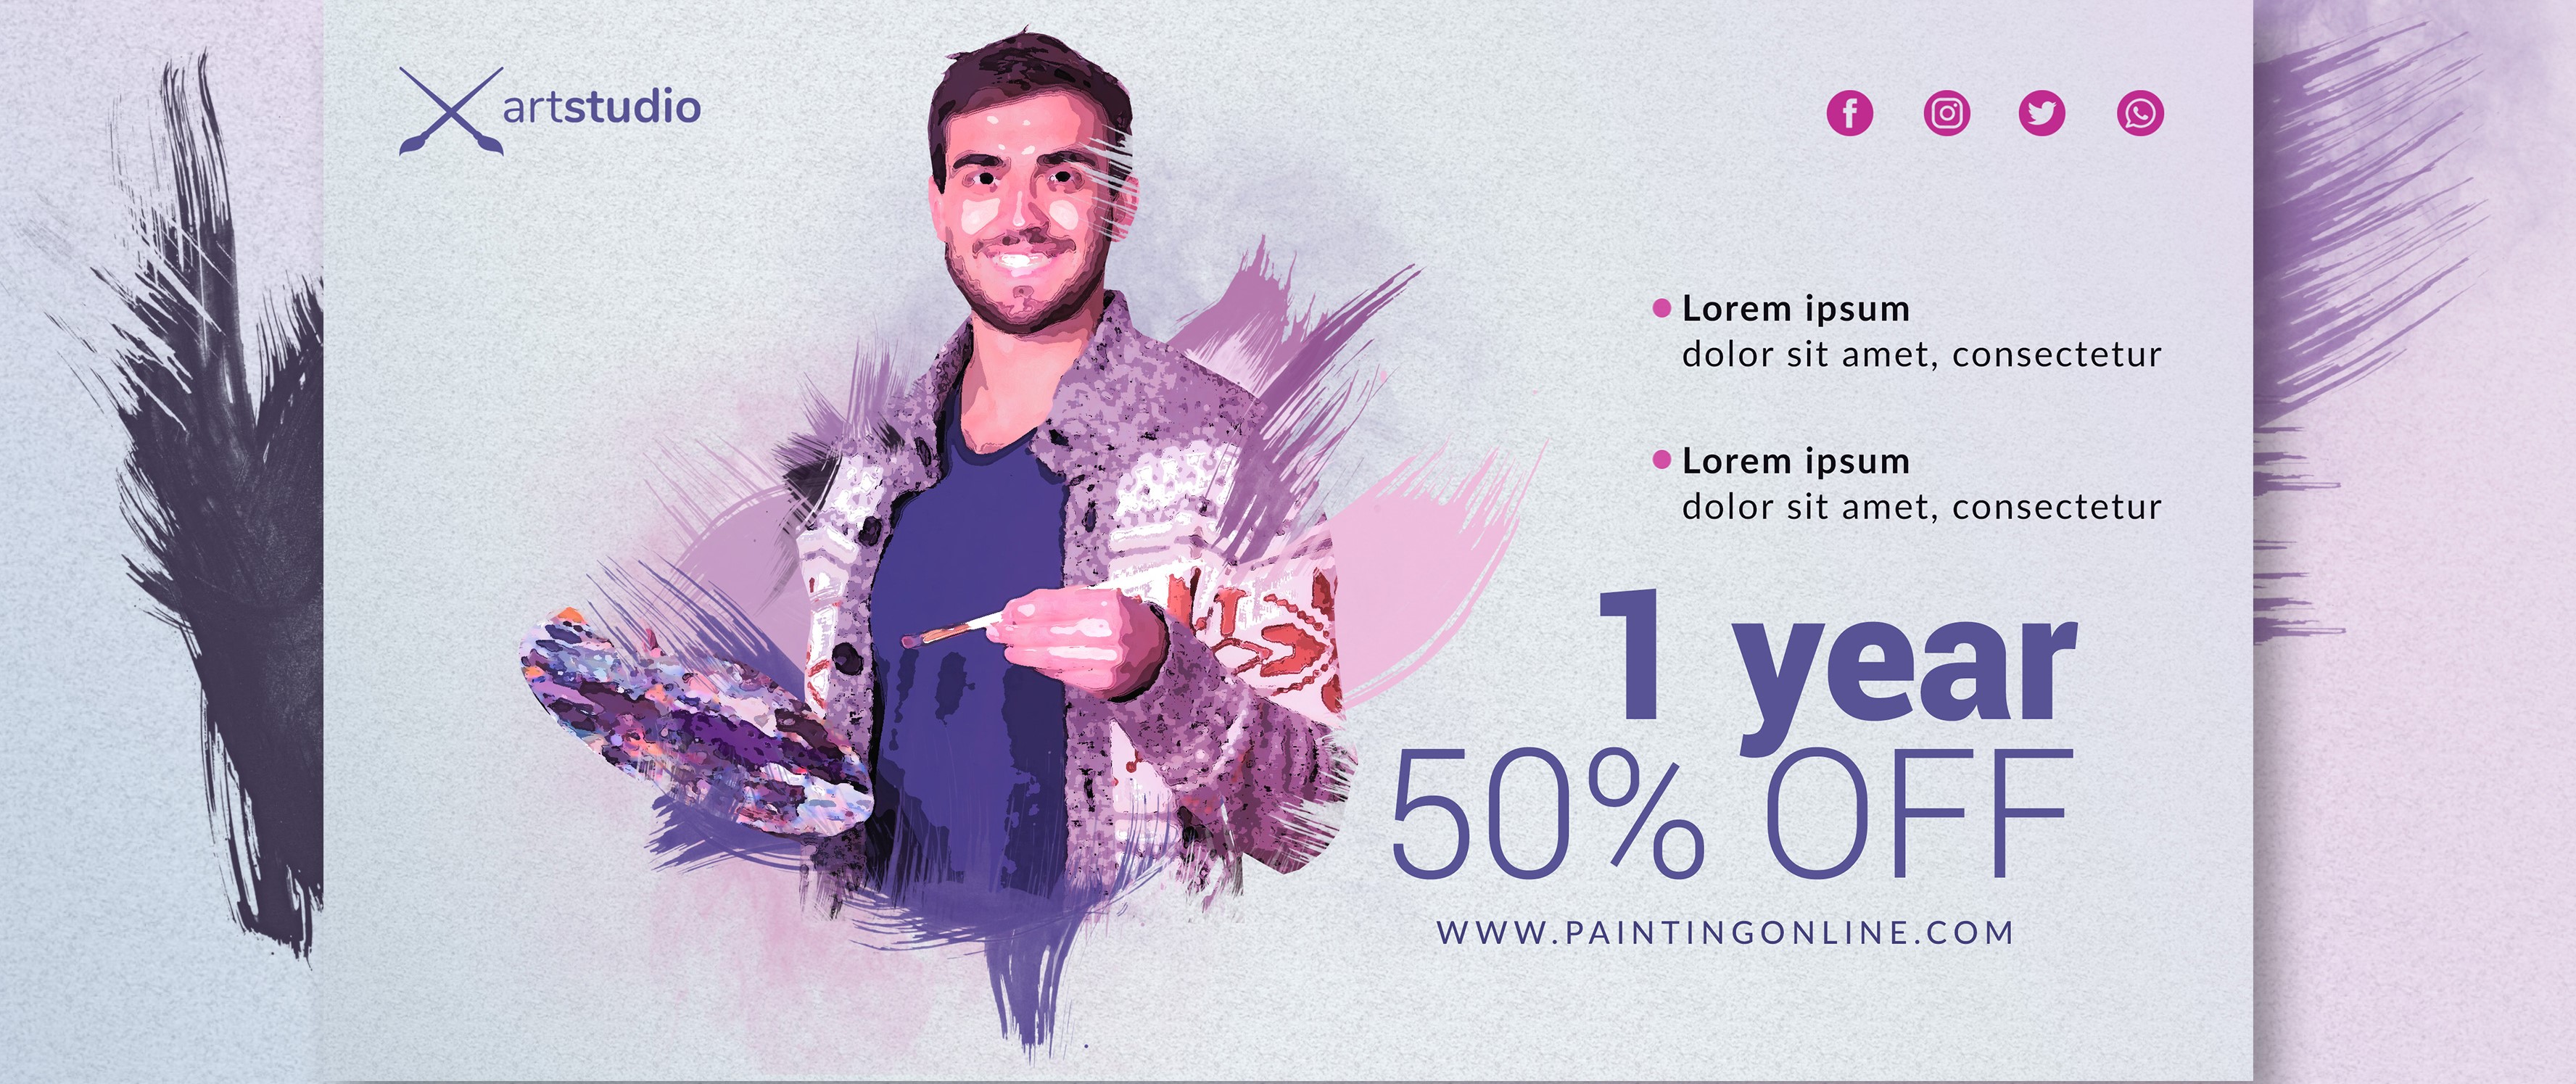 artstudio
Lorem ipsum
dolor sit amet, consectetur
Lorem ipsum
dolor sit amet, consectetur
1 year
50% OFF
WWW.PAINTINGONLINE.COM